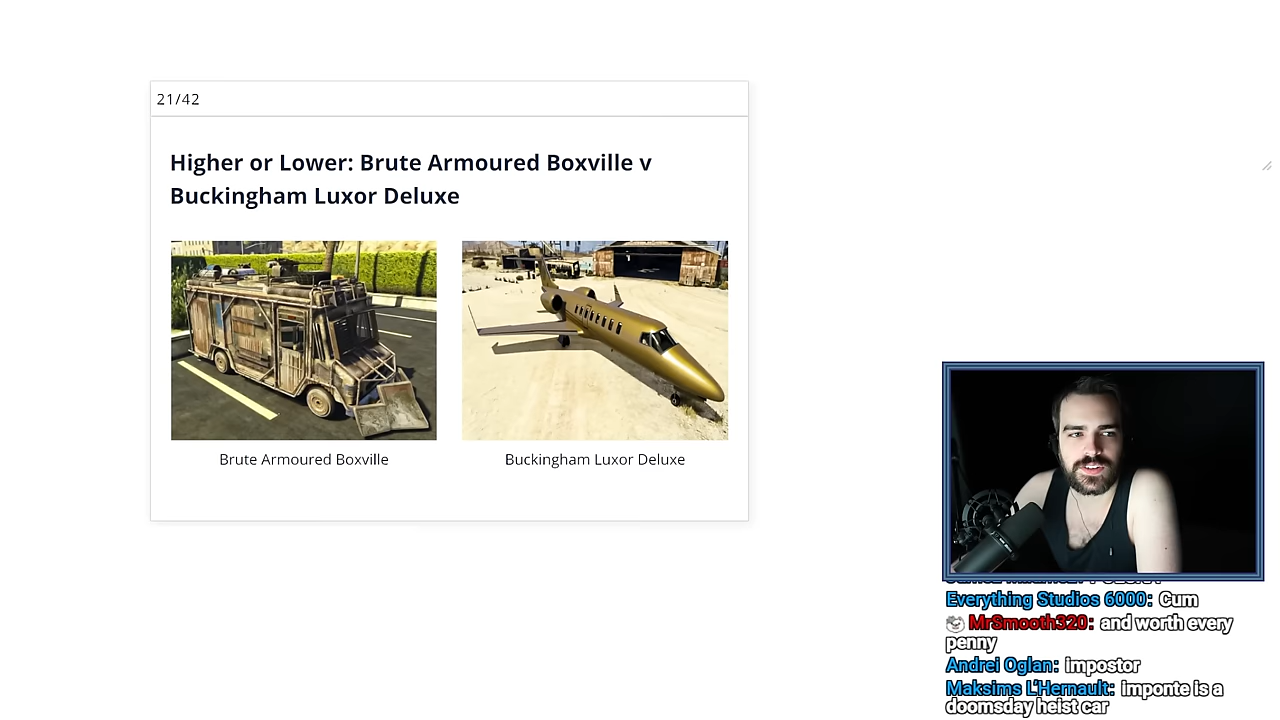 21/42
Higher or Lower: Brute Armoured Boxville v
Buckingham Luxor Deluxe
Brute Armoured Boxville
Buckingham Luxor Deluxe
Everything Studios 6000: Cum
MrSmooth320: and worth every
penny
Andrei Oglan: impostor
Maksims L'Hernault: imponte is a
doomsday heist car